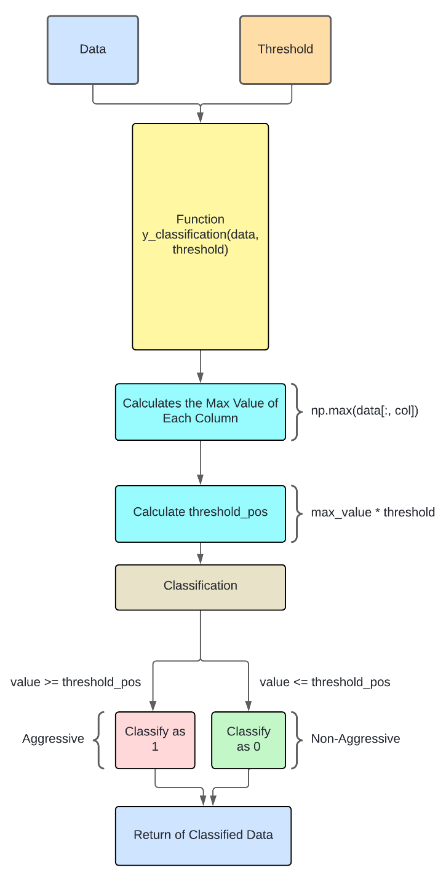 Data
Threshold
Function
y_classification(data,
threshold)
Calculates the Max Value of
Each Column
np.max(data[:, col])
Calculate threshold_pos
max_value * threshold
Classification
value >= threshold_pos
value <= threshold_pos
Aggressive
Classify as
1
Classify
as 0
Non-Aggressive
Return of Classified Data